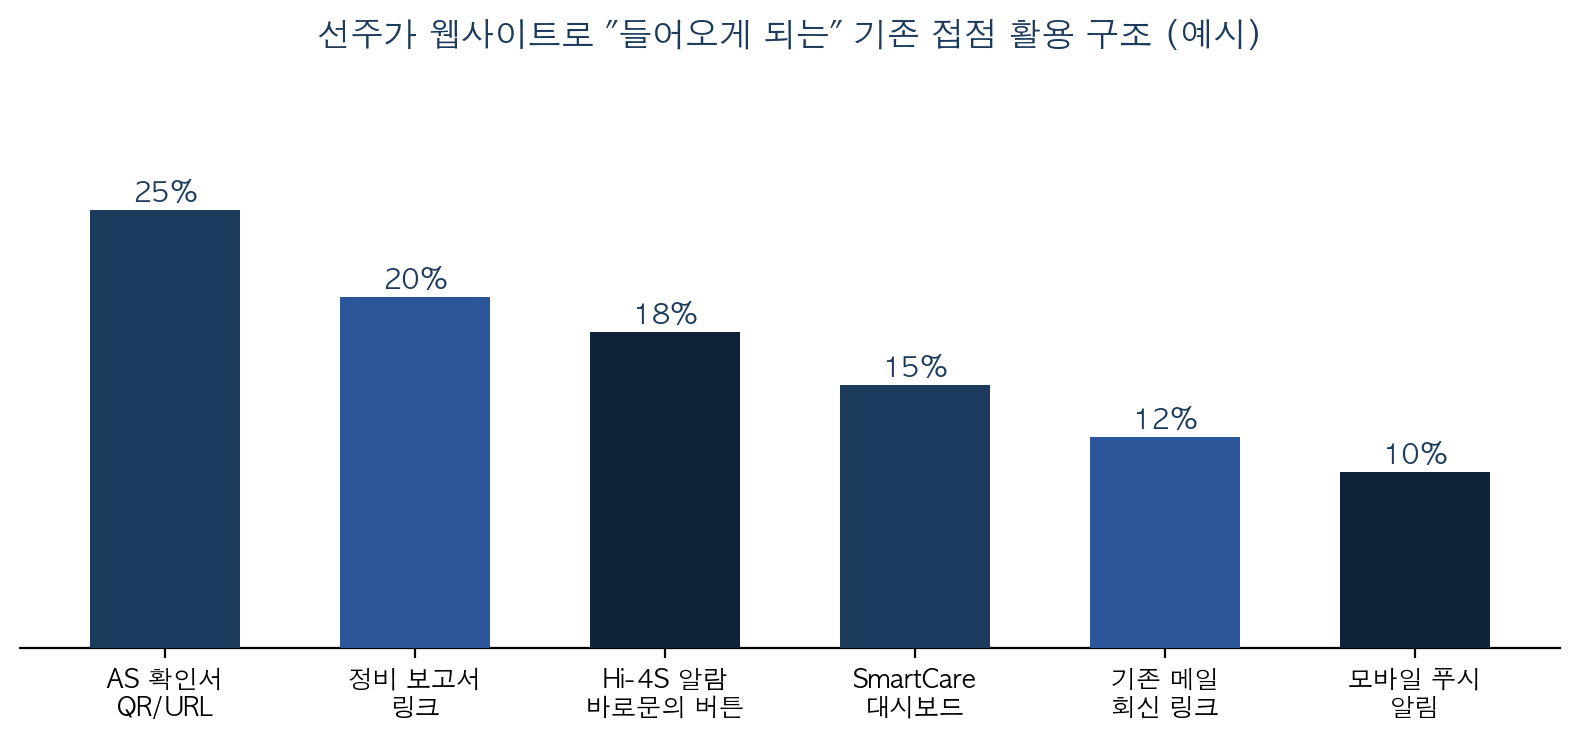 선주가 웹사이트로 "들어오게 되는" 기존 접점 활용 구조 (예시)
25%
20%
18%
15%
12%
10%
AS 확인서
QR/URL
정비 보고서
링크
Hi-4S 알람
바로문의 버튼
SmartCare
대시보드
기존 메일
회신 링크
모바일 푸시
알림